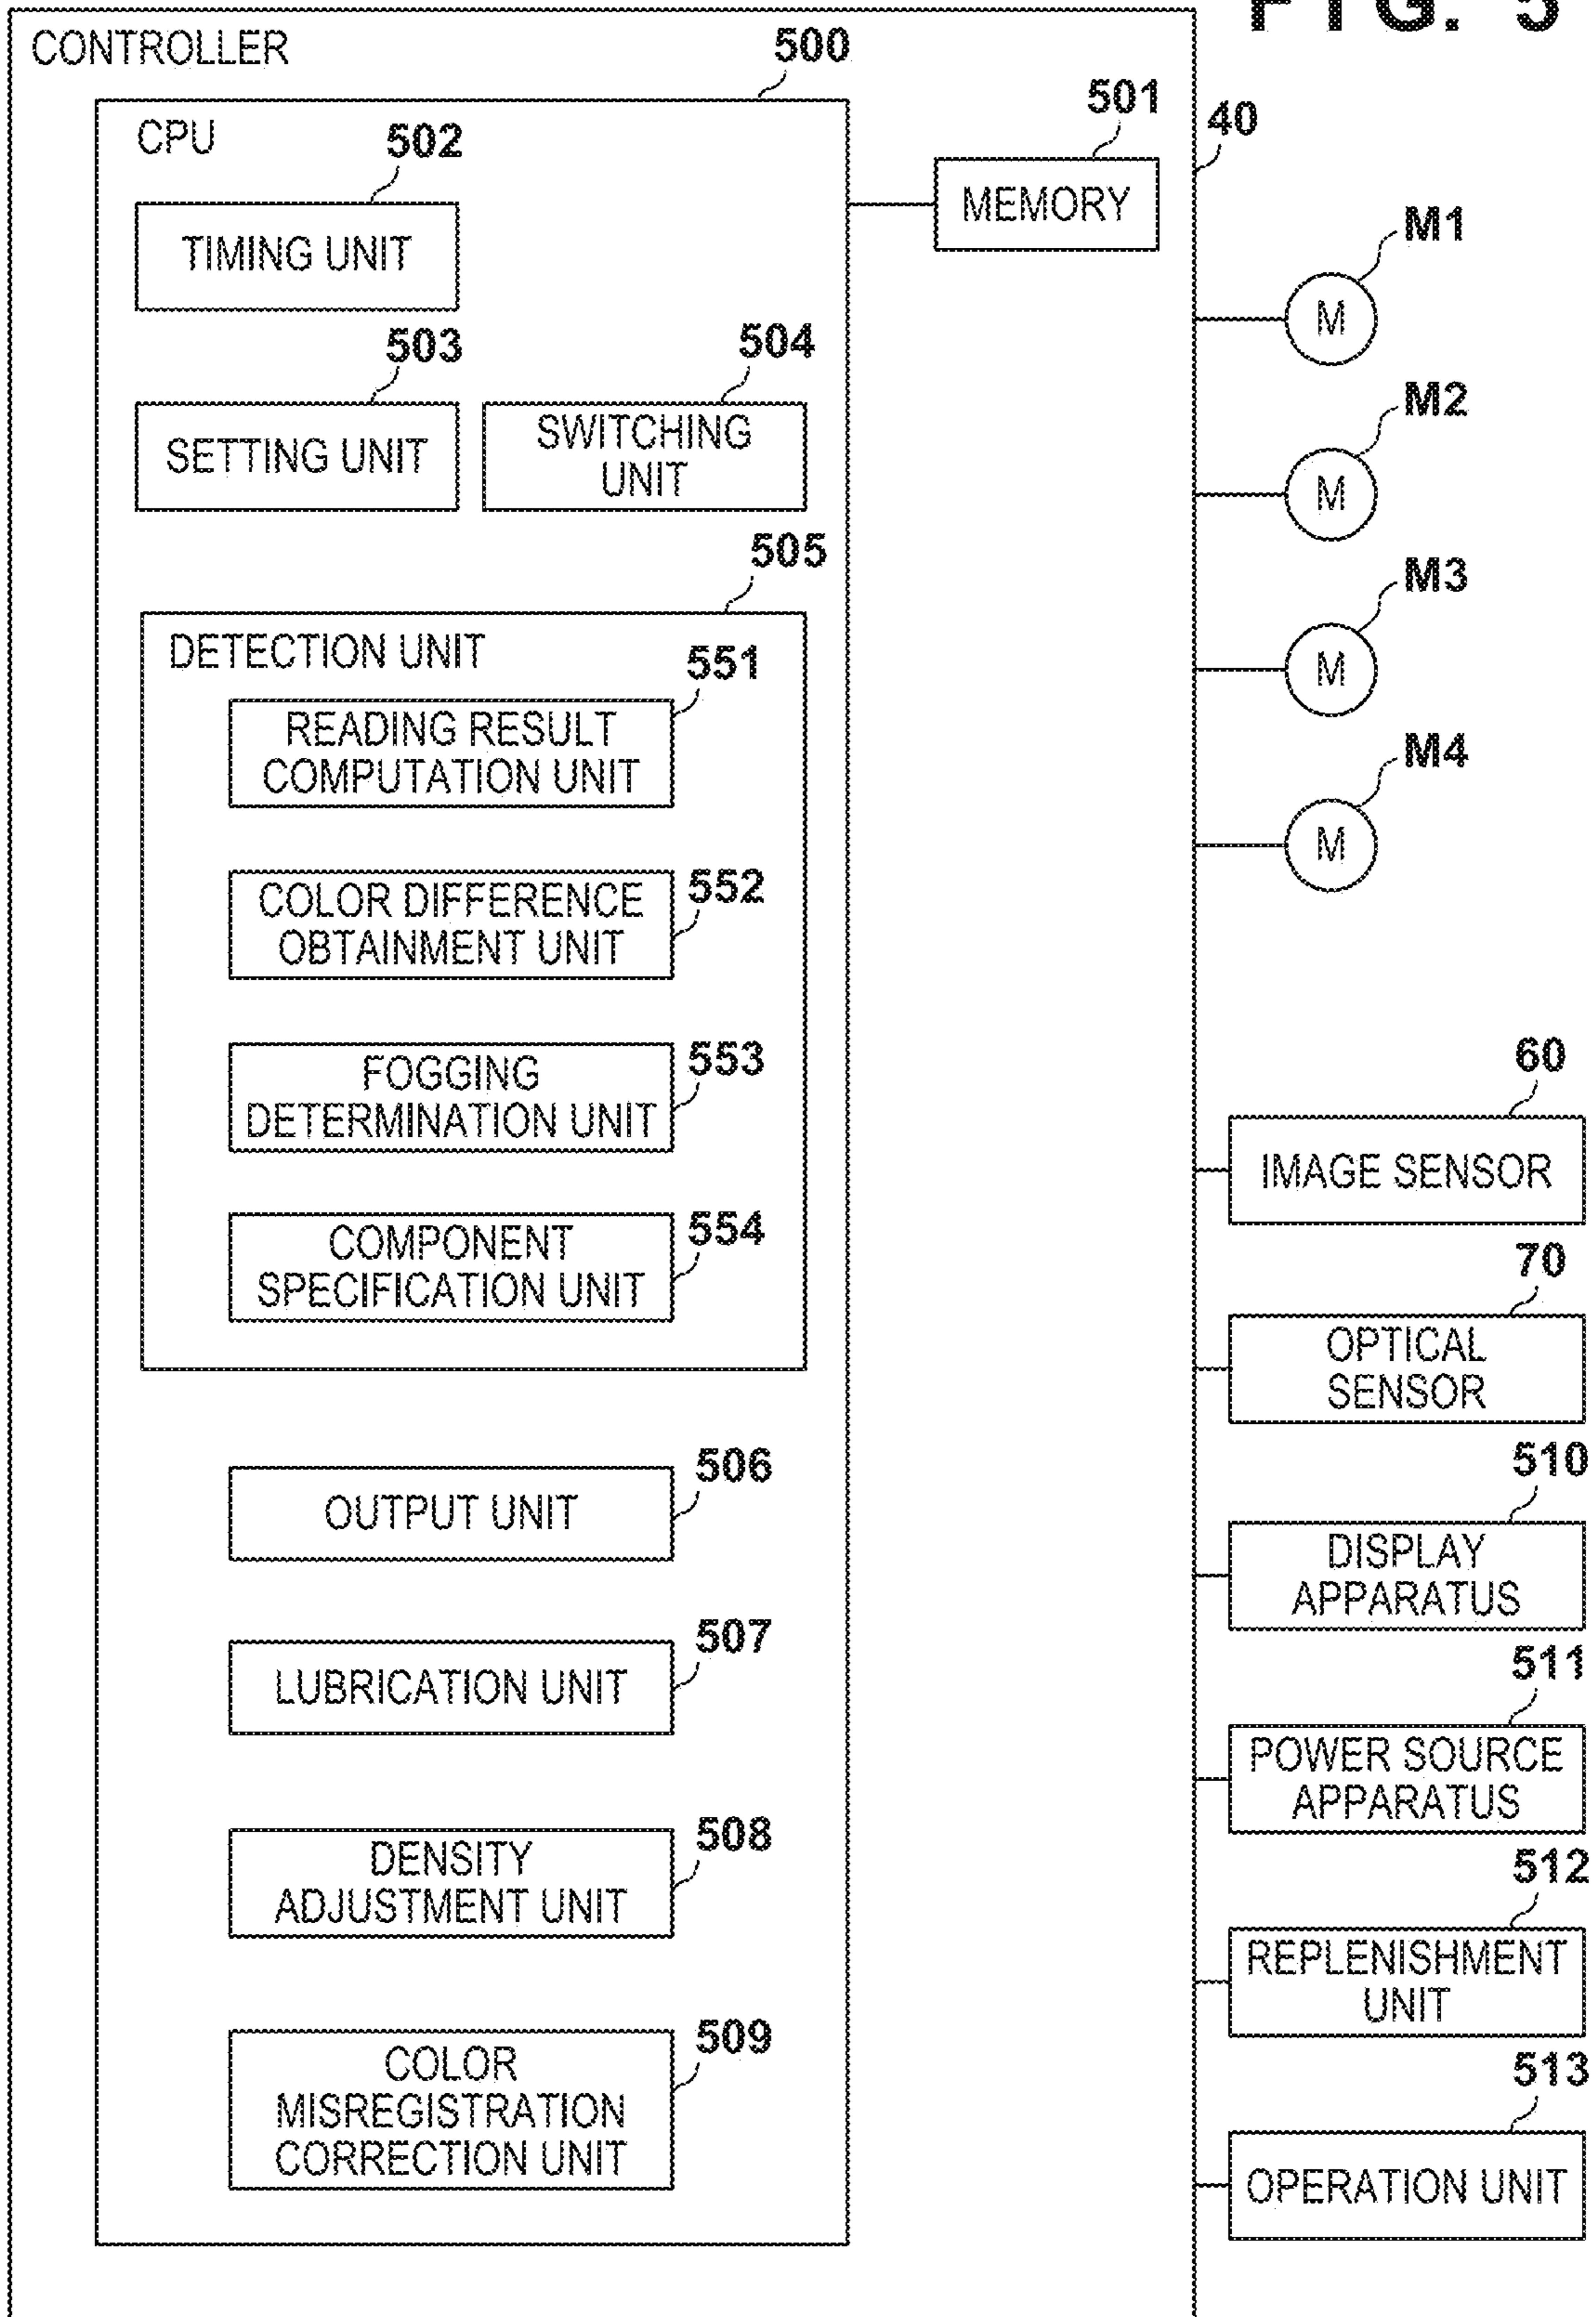 FIG. 5
CONTROLLER
500
501
40
CPU
502
MEMORY
TIMING UNIT
M1
M
503
504
SETTING UNIT
SWITCHING
UNIT
M2
M
505
DETECTION UNIT
M3
M
551
READING RESULT
COMPUTATION UNIT
M4
M
552
COLOR DIFFERENCE
OBTAINMENT UNIT
553
FOGGING
DETERMINATION UNIT
60
IMAGE SENSOR
554
COMPONENT
SPECIFICATION UNIT
70
OPTICAL
SENSOR
506
OUTPUT UNIT
510
DISPLAY
APPARATUS
507
LUBRICATION UNIT
511
POWER SOURCE
APPARATUS
508
DENSITY
ADJUSTMENT UNIT
512
REPLENISHMENT
UNIT
509
COLOR
MISREGISTRATION
CORRECTION UNIT
513
OPERATION UNIT